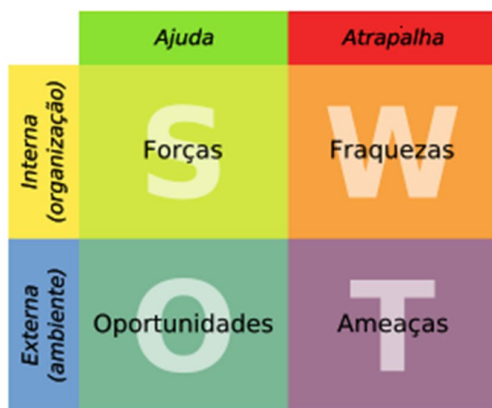 Ajuda
Atrapalha
Interna
(organização)
S
Forças
W
Fraquezas
Externa
(ambiente)
O
Oportunidades
T
Ameaças